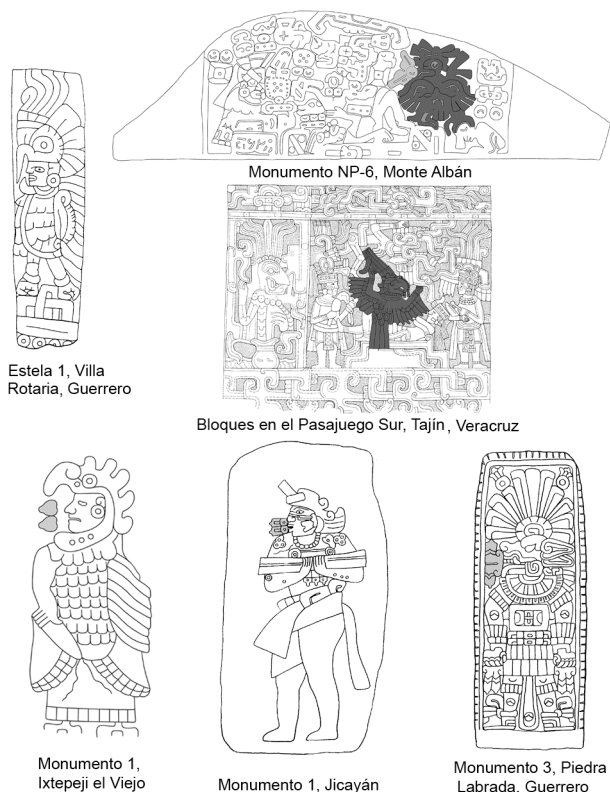 Monumento NP-6, Monte Albán
Estela 1, Villa
Rotaria, Guerrero
Bloques en el Pasajuego Sur, Tajín, Veracruz
Monumento 1,
Ixtepeji el Viejo
Monumento 1, Jicayán
Monumento 3, Piedra
Labrada, Guerrero